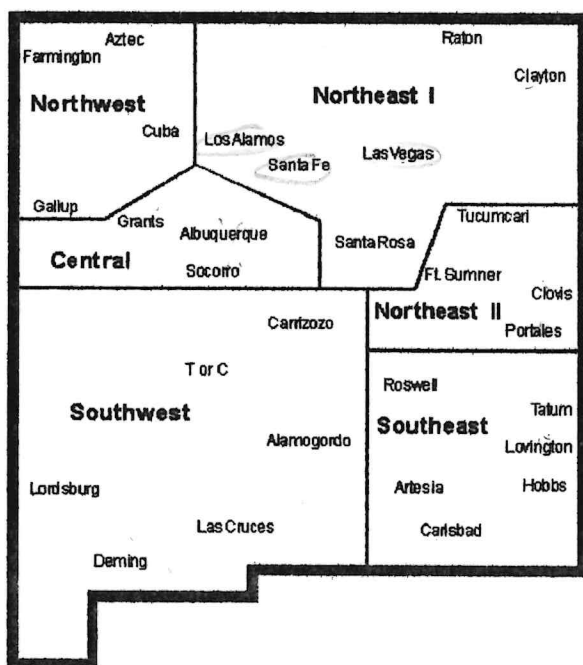 Aztec
Raton
Farmington
Clayton
Northwest
Northeast I
Cuba
Los Alamos
Santa Fe
Las Vegas
Gallup
Grants
Tucumcari
Albuquerque
Santa Rosa
Central
Socorro
Ft. Sumner
Clovis
Northeast II
Carrizozo
Portales
T or C
Roswell
Southwest
Tatum
Southeast
Alamogordo
Lovington
Lordsburg
Artesia
Hobbs
Las Cruces
Carlsbad
Deming